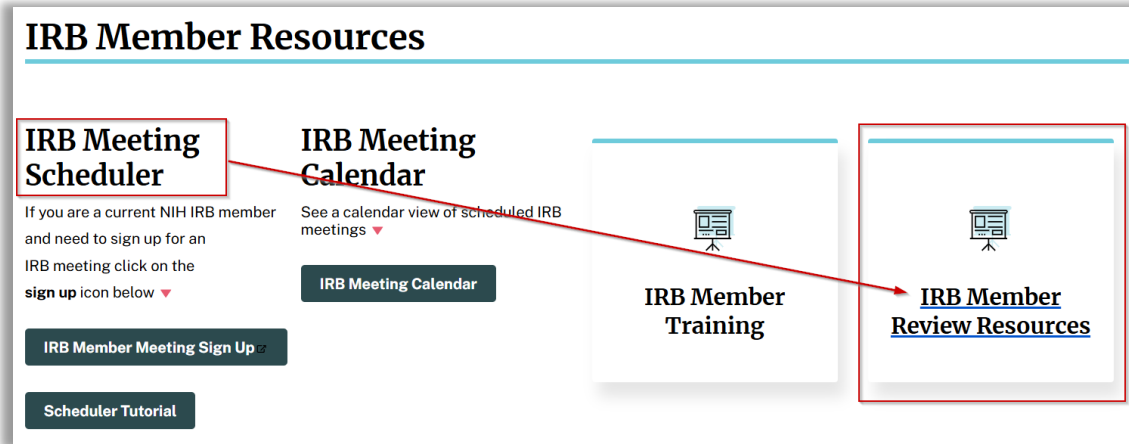 IRB Member Resources
IRB Meeting
Scheduler
If you are a current NIH IRB member
and need to sign up for an
IRB meeting click on the
sign up icon below
IRB Member Meeting Sign Up
Scheduler Tutorial
IRB Meeting
Calendar
See a calendar view of scheduled IRB
meetings
IRB Meeting Calendar
IRB Member
Training
IRB Member
Review Resources